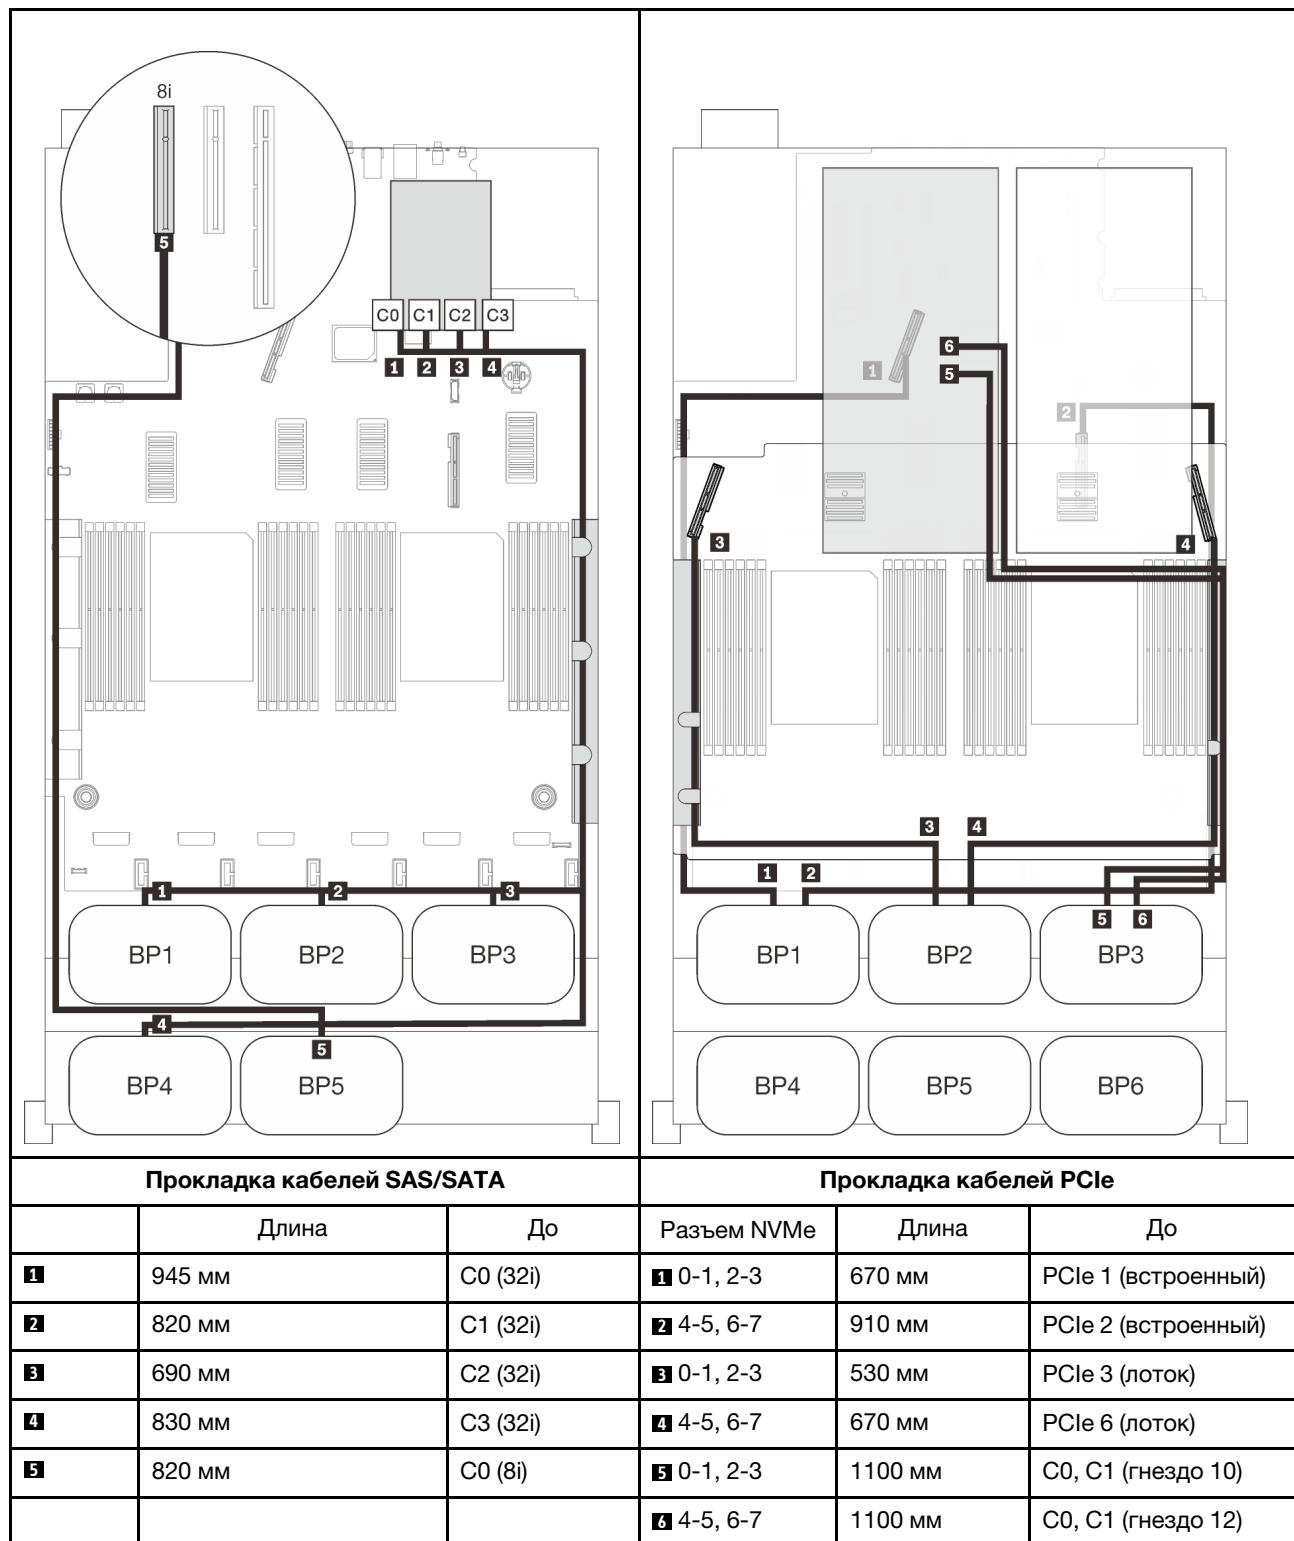 8i
5
C0 C1 C2 C3
1 2 3 4
1 2 3
BP1 BP2 BP3
4
5
BP4 BP5
6
1 5
2
3 4
3 4
1 2
5 6
BP1 BP2 BP3
BP4 BP5 BP6
Прокладка кабелей SAS/SATA Прокладка кабелей PCIe
Длина До Разъем NVMe Длина До
1 945 мм C0 (32i) 1 0-1, 2-3 670 мм PCIe 1 (встроенный)
2 820 мм C1 (32i) 2 4-5, 6-7 910 мм PCIe 2 (встроенный)
3 690 мм C2 (32i) 3 0-1, 2-3 530 мм PCIe 3 (лоток)
4 830 мм C3 (32i) 4 4-5, 6-7 670 мм PCIe 6 (лоток)
5 820 мм C0 (8i) 5 0-1, 2-3 1100 мм C0, C1 (гнездо 10)
6 4-5, 6-7 1100 мм C0, C1 (гнездо 12)